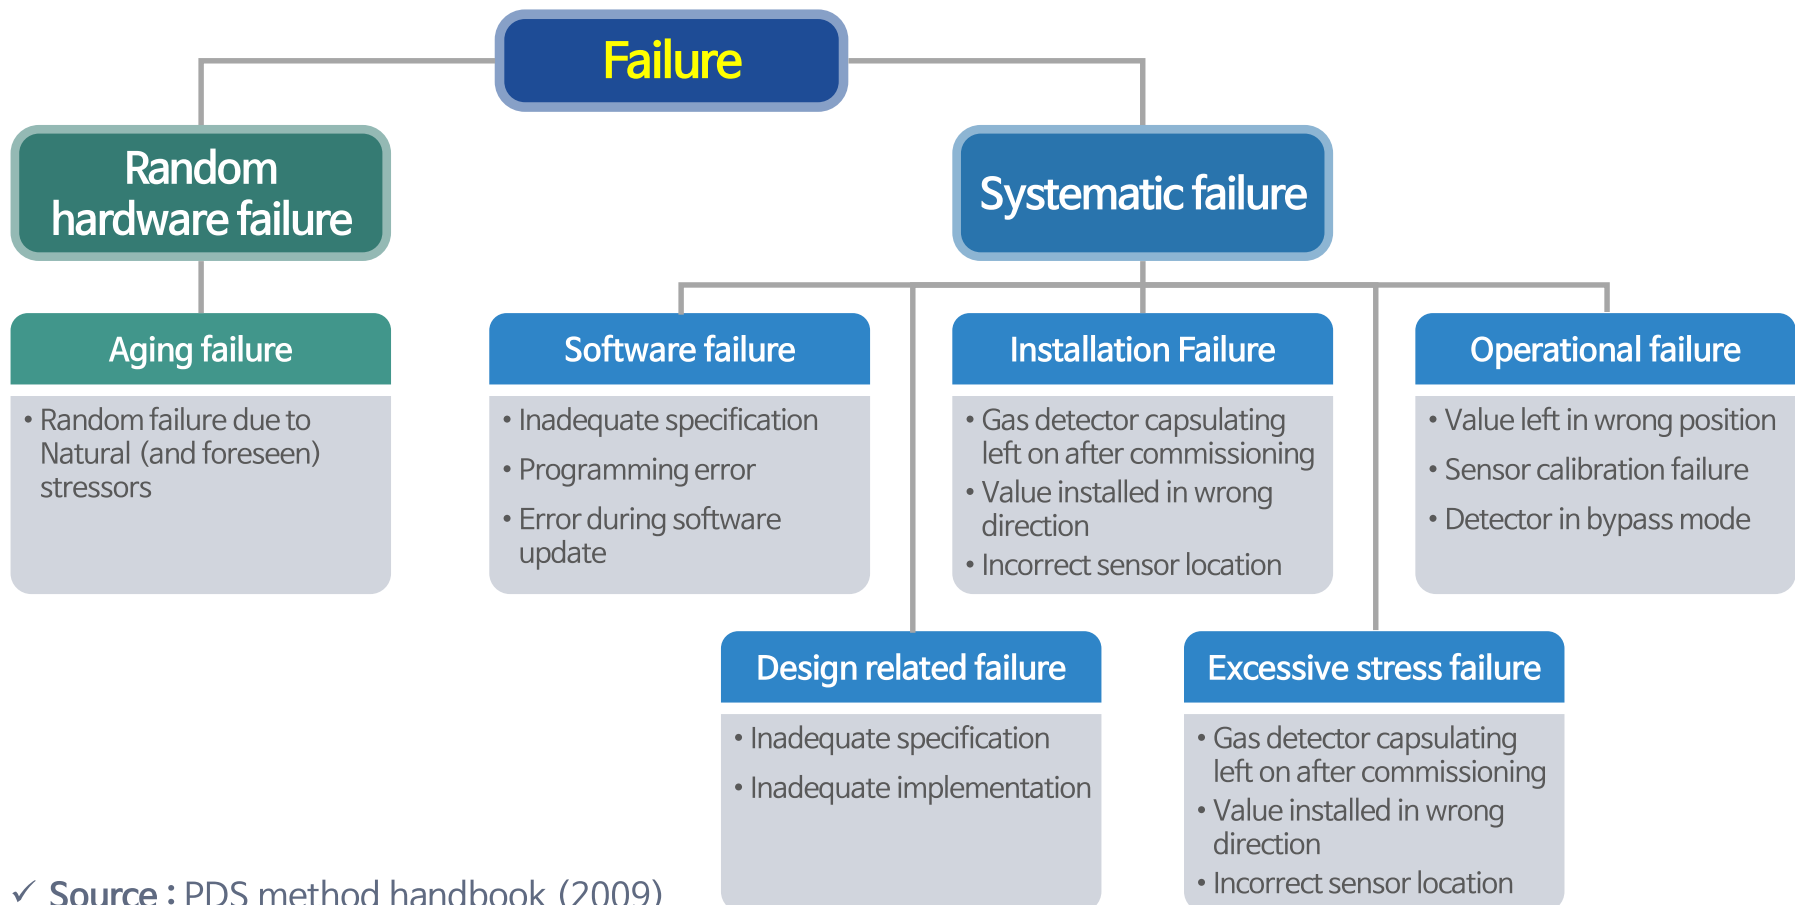 Failure
Random
hardware failure
Systematic failure
Aging failure
• Random failure due to
Natural (and foreseen)
stressors
Software failure
• Inadequate specification
• Programming error
• Error during software
update
Installation Failure
• Gas detector capsulating
left on after commissioning
• Value installed in wrong
direction
• Incorrect sensor location
Operational failure
• Value left in wrong position
• Sensor calibration failure
• Detector in bypass mode
Design related failure
• Inadequate specification
• Inadequate implementation
Excessive stress failure
• Gas detector capsulating
left on after commissioning
• Value installed in wrong
direction
• Incorrect sensor location
✓ Source : PDS method handbook (2009)